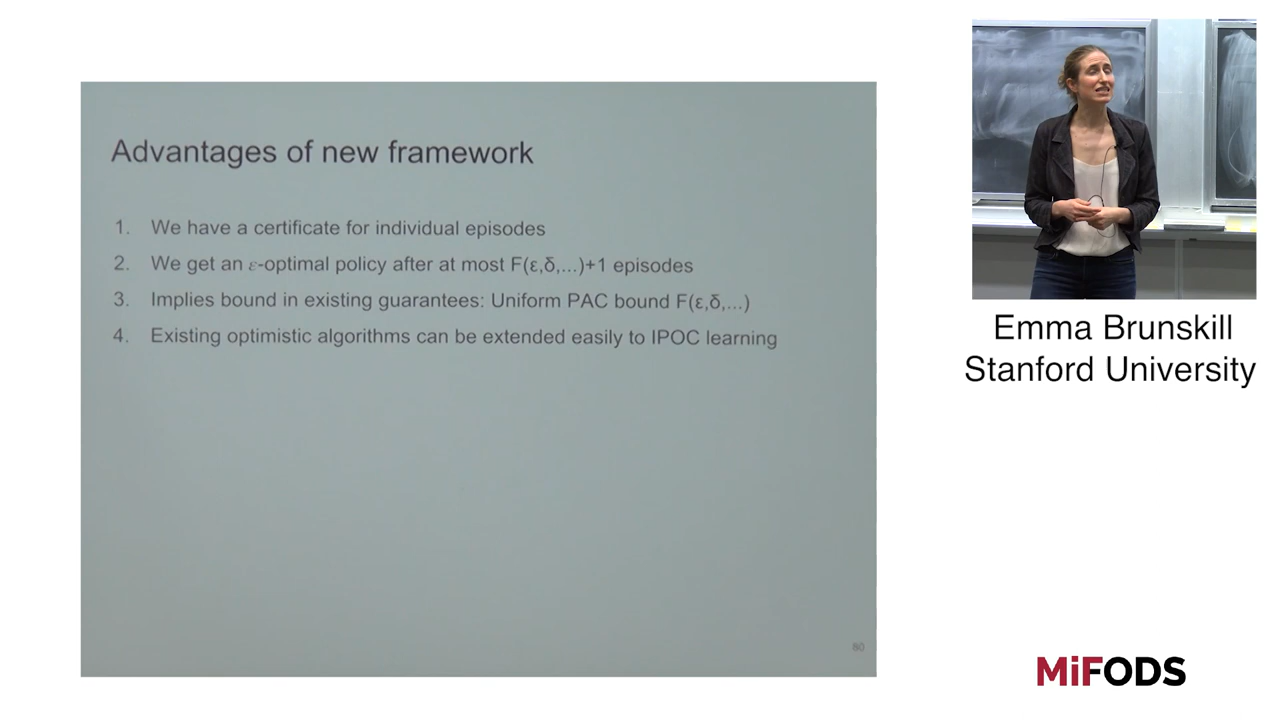 Advantages of new framework
1. We have a certificate for individual episodes
2. We get an ε-optimal policy after at most F(ε,δ,...)+1 episodes
3. Implies bound in existing guarantees: Uniform PAC bound F(ε,δ,...)
4. Existing optimistic algorithms can be extended easily to IPOC learning
80
Emma Brunskill
Stanford University
MiFODS